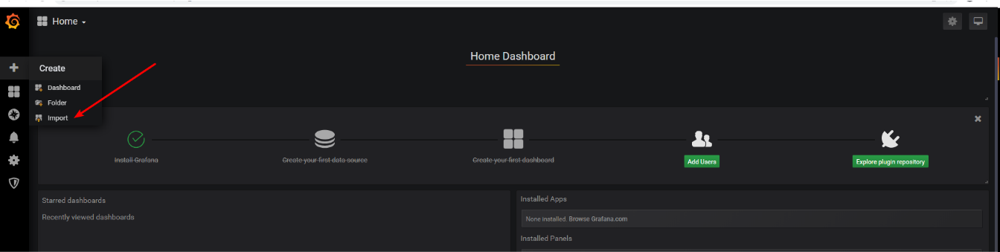 Home
Home Dashboard
Create
Dashboard
Folder
Import
Install Grafana
Create your first data source
Create your first dashboard
Add Users
Explore plugin repository
Starred dashboards
Recently viewed dashboards
Installed Apps
None installed. Browse Grafana.com
Installed Panels